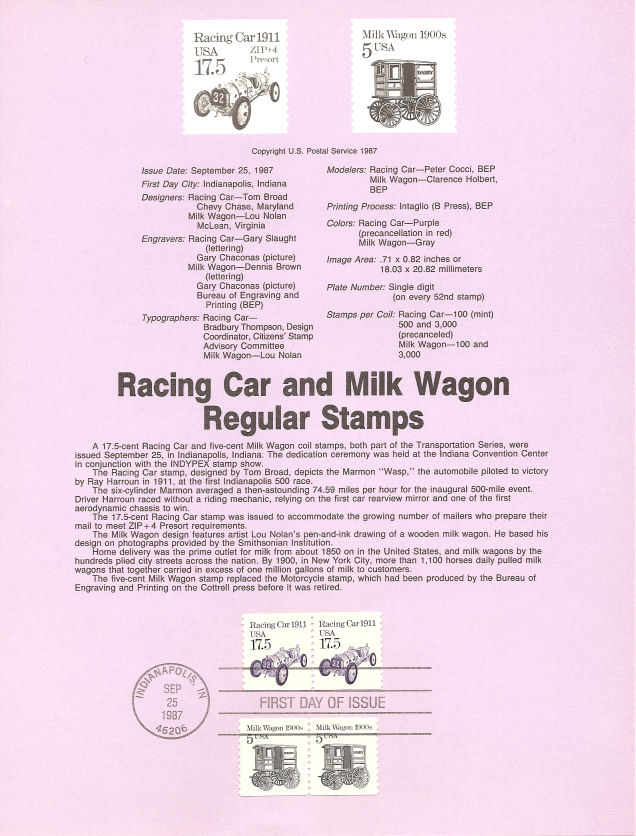 Racing Car 1911
USA
ZIP+4
Presort
17.5
32
Milk Wagon 1900s
5 USA
DAIRY
Copyright U.S. Postal Service 1987
Issue Date: September 25, 1987
First Day City: Indianapolis, Indiana
Designers: Racing Car—Tom Broad
Chevy Chase, Maryland
Milk Wagon—Lou Nolan
McLean, Virginia
Engravers: Racing Car—Gary Slaught
(lettering)
Gary Chaconas (picture)
Milk Wagon—Dennis Brown
(lettering)
Gary Chaconas (picture)
Bureau of Engraving and
Printing (BEP)
Typographers: Racing Car—
Bradbury Thompson, Design
Coordinator, Citizens' Stamp
Advisory Committee
Milk Wagon—Lou Nolan
Modelers: Racing Car—Peter Cocci, BEP
Milk Wagon—Clarence Holbert,
BEP
Printing Process: Intaglio (B Press), BEP
Colors: Racing Car—Purple
(precancellation in red)
Milk Wagon—Gray
Image Area: .71 x 0.82 inches or
18.03 x 20.82 millimeters
Plate Number: Single digit
(on every 52nd stamp)
Stamps per Coil: Racing Car—100 (mint)
500 and 3,000
(precanceled)
Milk Wagon—100 and
3,000
Racing Car and Milk Wagon
Regular Stamps
A 17.5-cent Racing Car and five-cent Milk Wagon coil stamps, both part of the Transportation Series, were
issued September 25, in Indianapolis, Indiana. The dedication ceremony was held at the Indiana Convention Center
in conjunction with the INDYPEX stamp show.
The Racing Car stamp, designed by Tom Broad, depicts the Marmon "Wasp," the automobile piloted to victory
by Ray Harroun in 1911, at the first Indianapolis 500 race.
The six-cylinder Marmon averaged a then-astounding 74.59 miles per hour for the inaugural 500-mile event.
Driver Harroun raced without a riding mechanic, relying on the first car rearview mirror and one of the first
aerodynamic chassis to win.
The 17.5-cent Racing Car stamp was issued to accommodate the growing number of mailers who prepare their
mail to meet ZIP+4 Presort requirements.
The Milk Wagon design features artist Lou Nolan's pen-and-ink drawing of a wooden milk wagon. He based his
design on photographs provided by the Smithsonian Institution.
Home delivery was the prime outlet for milk from about 1850 on in the United States, and milk wagons by the
hundreds plied city streets across the nation. By 1900, in New York City, more than 1,100 horses daily pulled milk
wagons that together carried in excess of one million gallons of milk to customers.
The five-cent Milk Wagon stamp replaced the Motorcycle stamp, which had been produced by the Bureau of
Engraving and Printing on the Cottrell press before it was retired.
Racing Car 1911
USA
17.5
32
Racing Car 1911
USA
17.5
32
INDIANAPOLIS, IN
SEP
25
1987
46206
FIRST DAY OF ISSUE
Milk Wagon 1900s
5 USA
DAIRY
Milk Wagon 1900s
5 USA
DAIRY